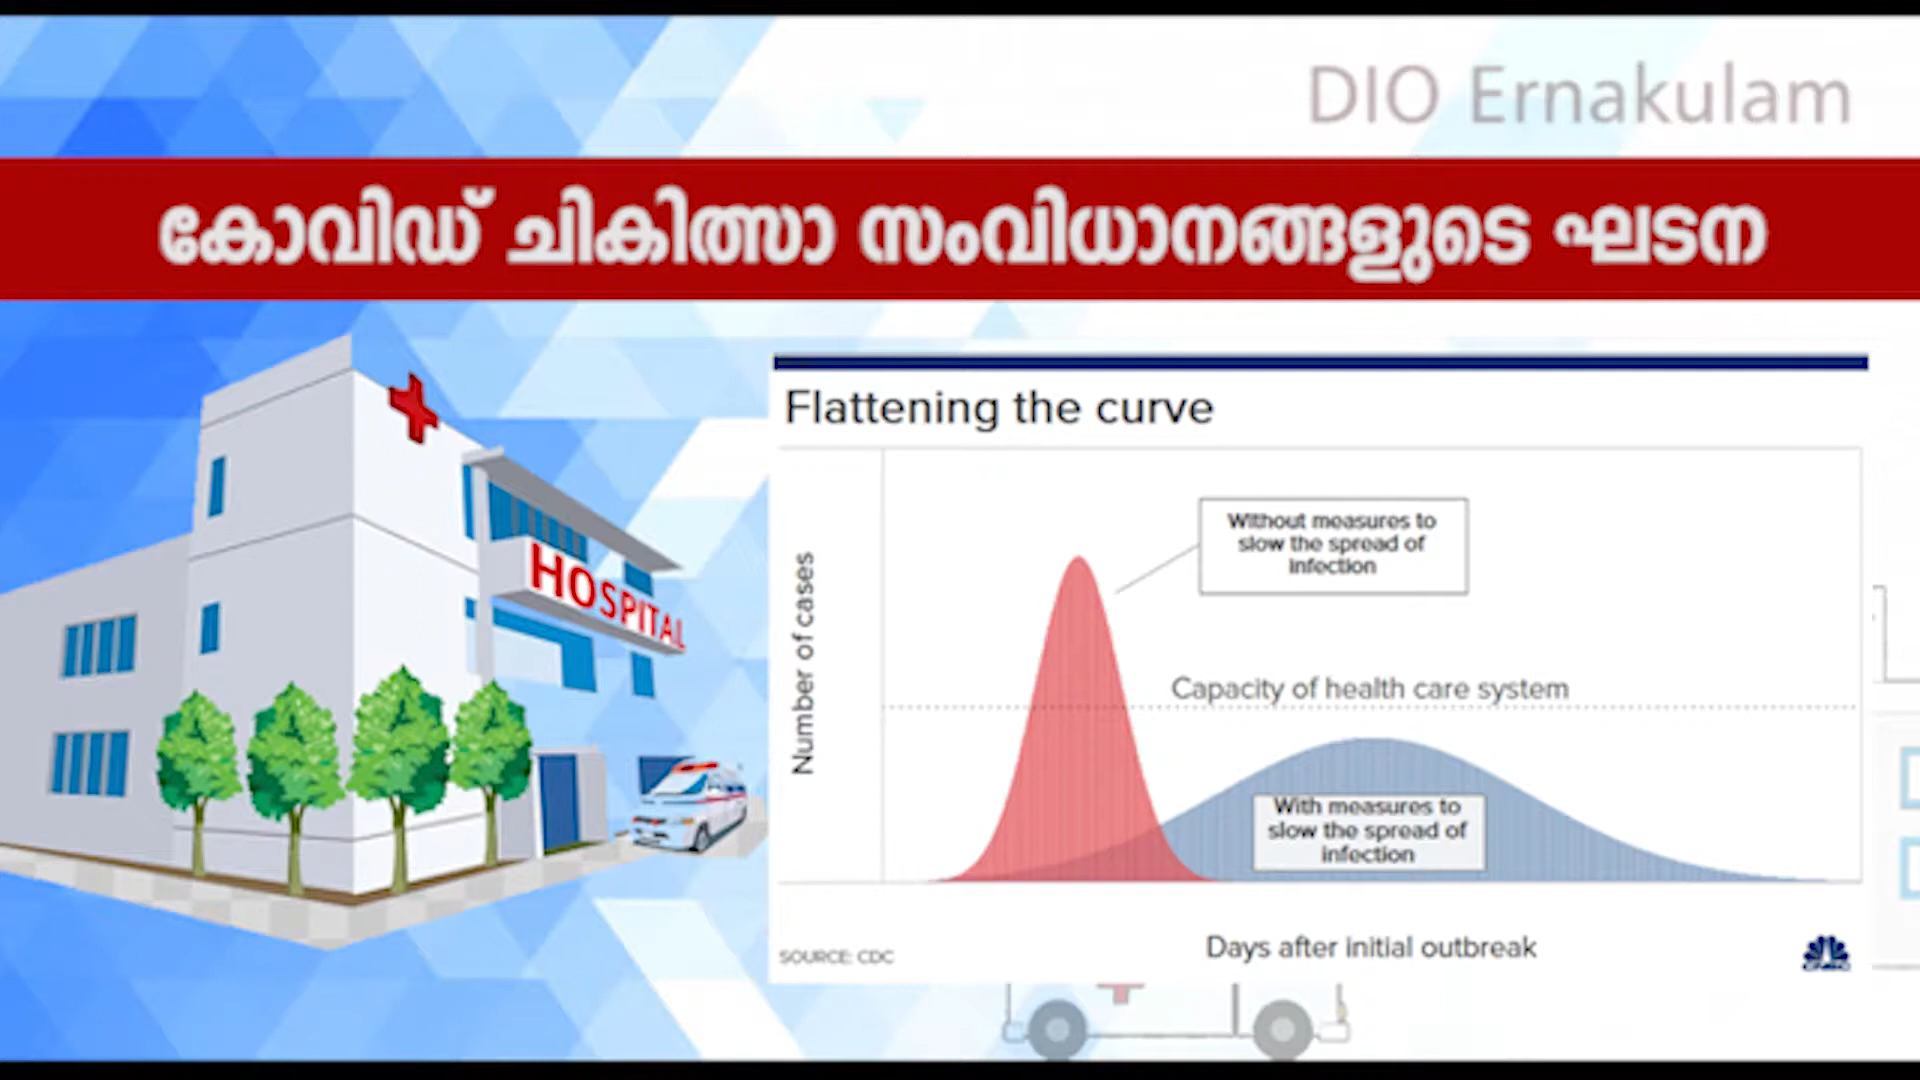 DIO Ernakulam
കോവിഡ് ചികിത്സാ സംവിധാനങ്ങളുടെ ഘടന
HOSPITAL
Flattening the curve
Without measures to
slow the spread of
infection
Number of cases
Capacity of health care system
With measures to
slow the spread of
infection
Days after initial outbreak
SOURCE: CDC